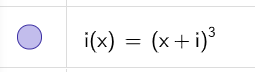 i(x) = (x + i)³